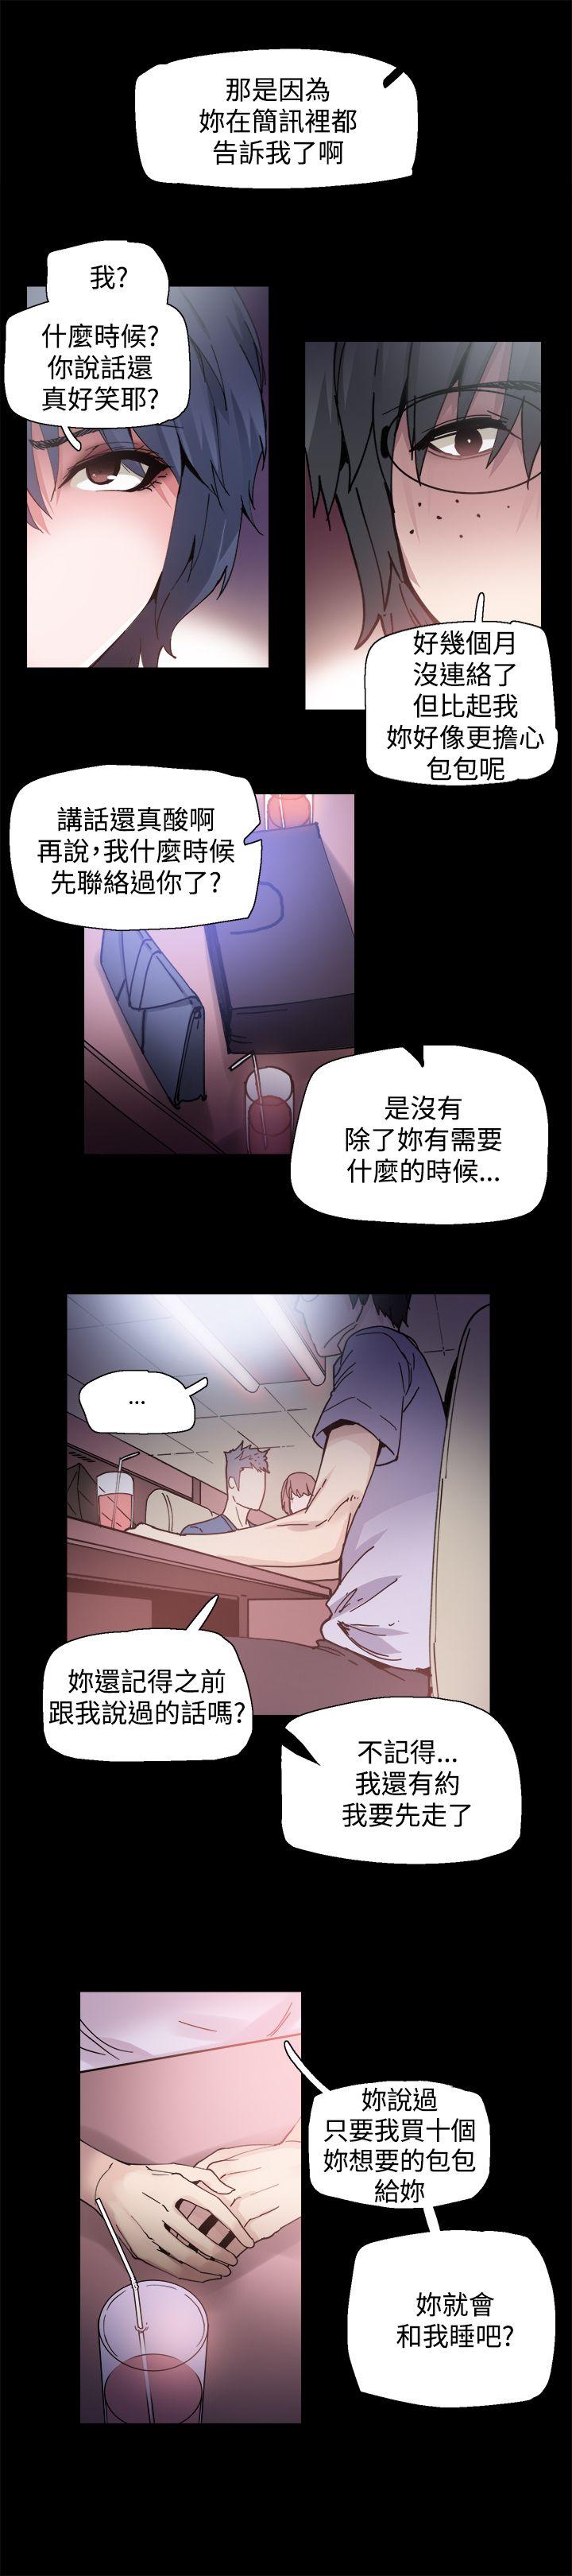 那是因為
妳在簡訊裡都
告訴我了啊
我?
什麼時候?
你說話還
真好笑耶?
好幾個月
沒連絡了
但比起我
妳好像更擔心
包包呢
講話還真酸啊
再說,我什麼時候
先聯絡過你了?
是沒有
除了妳有需要
什麼的時候...
...
妳還記得之前
跟我說過的話嗎?
不記得...
我還有約
我要先走了
妳說過
只要我買十個
妳想要的包包
給妳
妳就會
和我睡吧?